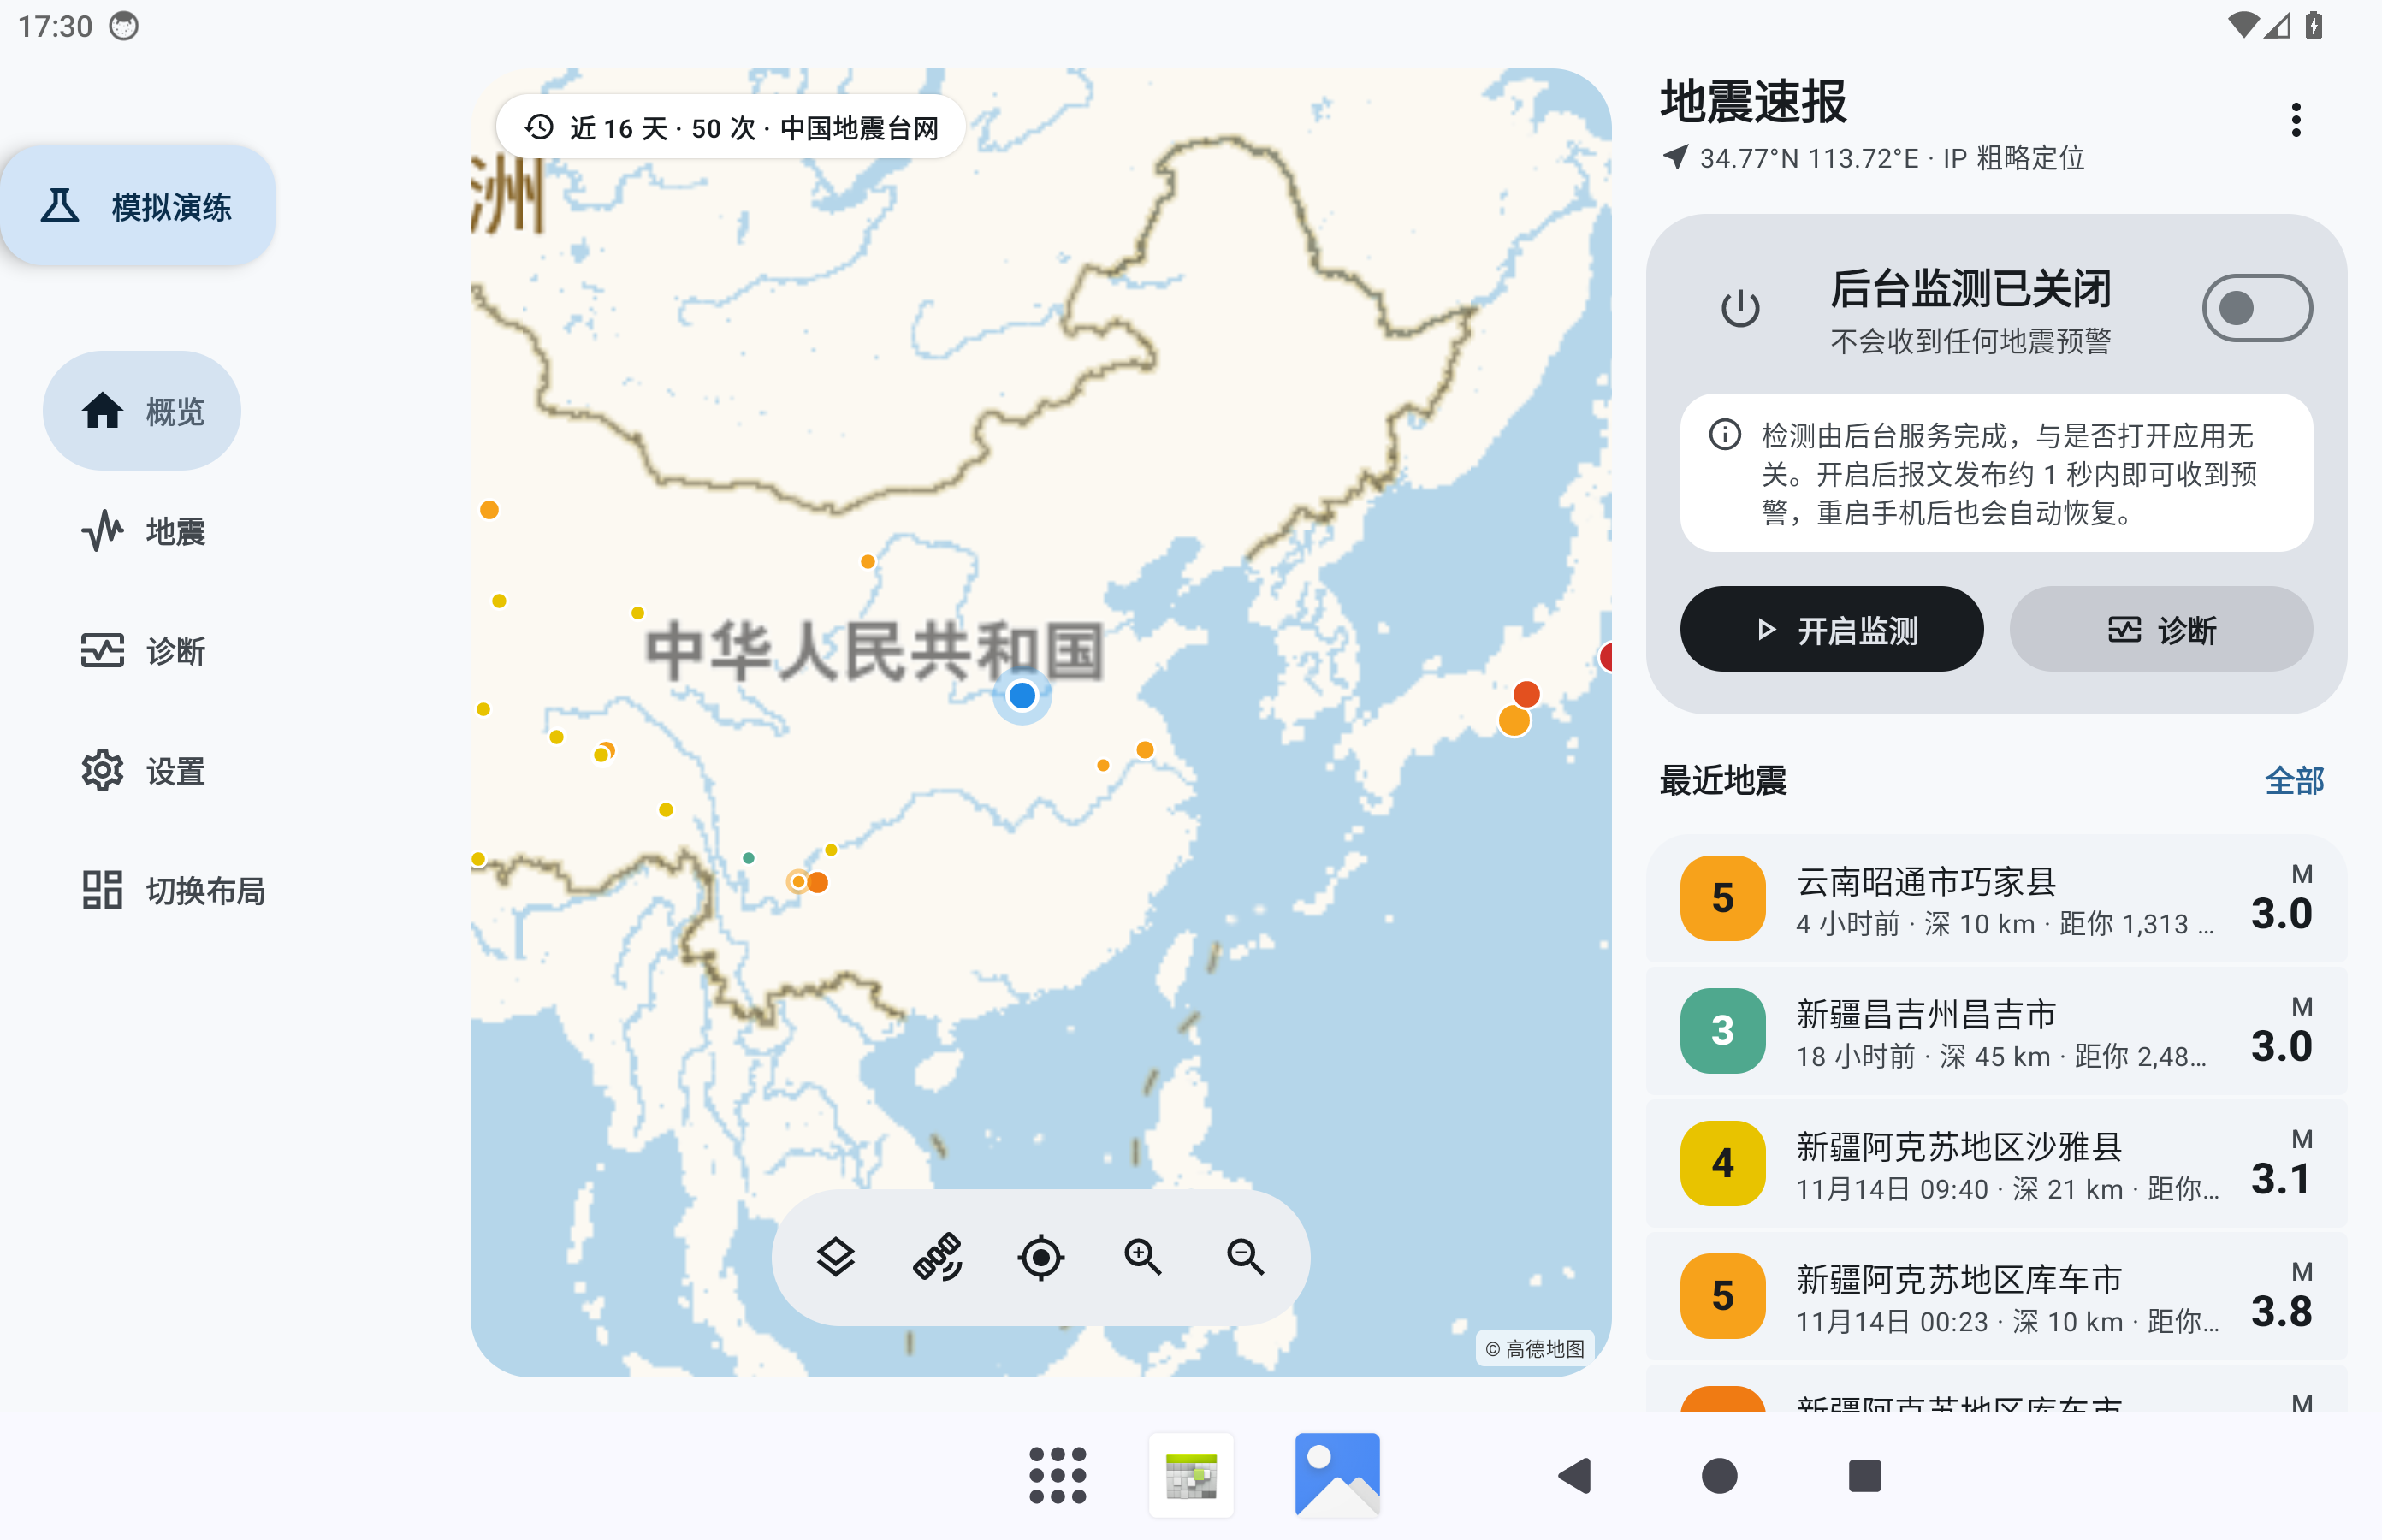 17:30
模拟演练
概览
地震
诊断
设置
切换布局
近 16 天 · 50 次 · 中国地震台网
洲
中华人民共和国
© 高德地图
地震速报
34.77°N 113.72°E · IP 粗略定位
后台监测已关闭
不会收到任何地震预警
检测由后台服务完成，与是否打开应用无
关。开启后报文发布约 1 秒内即可收到预
警，重启手机后也会自动恢复。
开启监测
诊断
最近地震
全部
5
云南昭通市巧家县
4 小时前 · 深 10 km · 距你 1,313 ...
M
3.0
3
新疆昌吉州昌吉市
18 小时前 · 深 45 km · 距你 2,48...
M
3.0
4
新疆阿克苏地区沙雅县
11月14日 09:40 · 深 21 km · 距你...
M
3.1
5
新疆阿克苏地区库车市
11月14日 00:23 · 深 10 km · 距你...
M
3.8
新疆阿克苏地区库车市
M